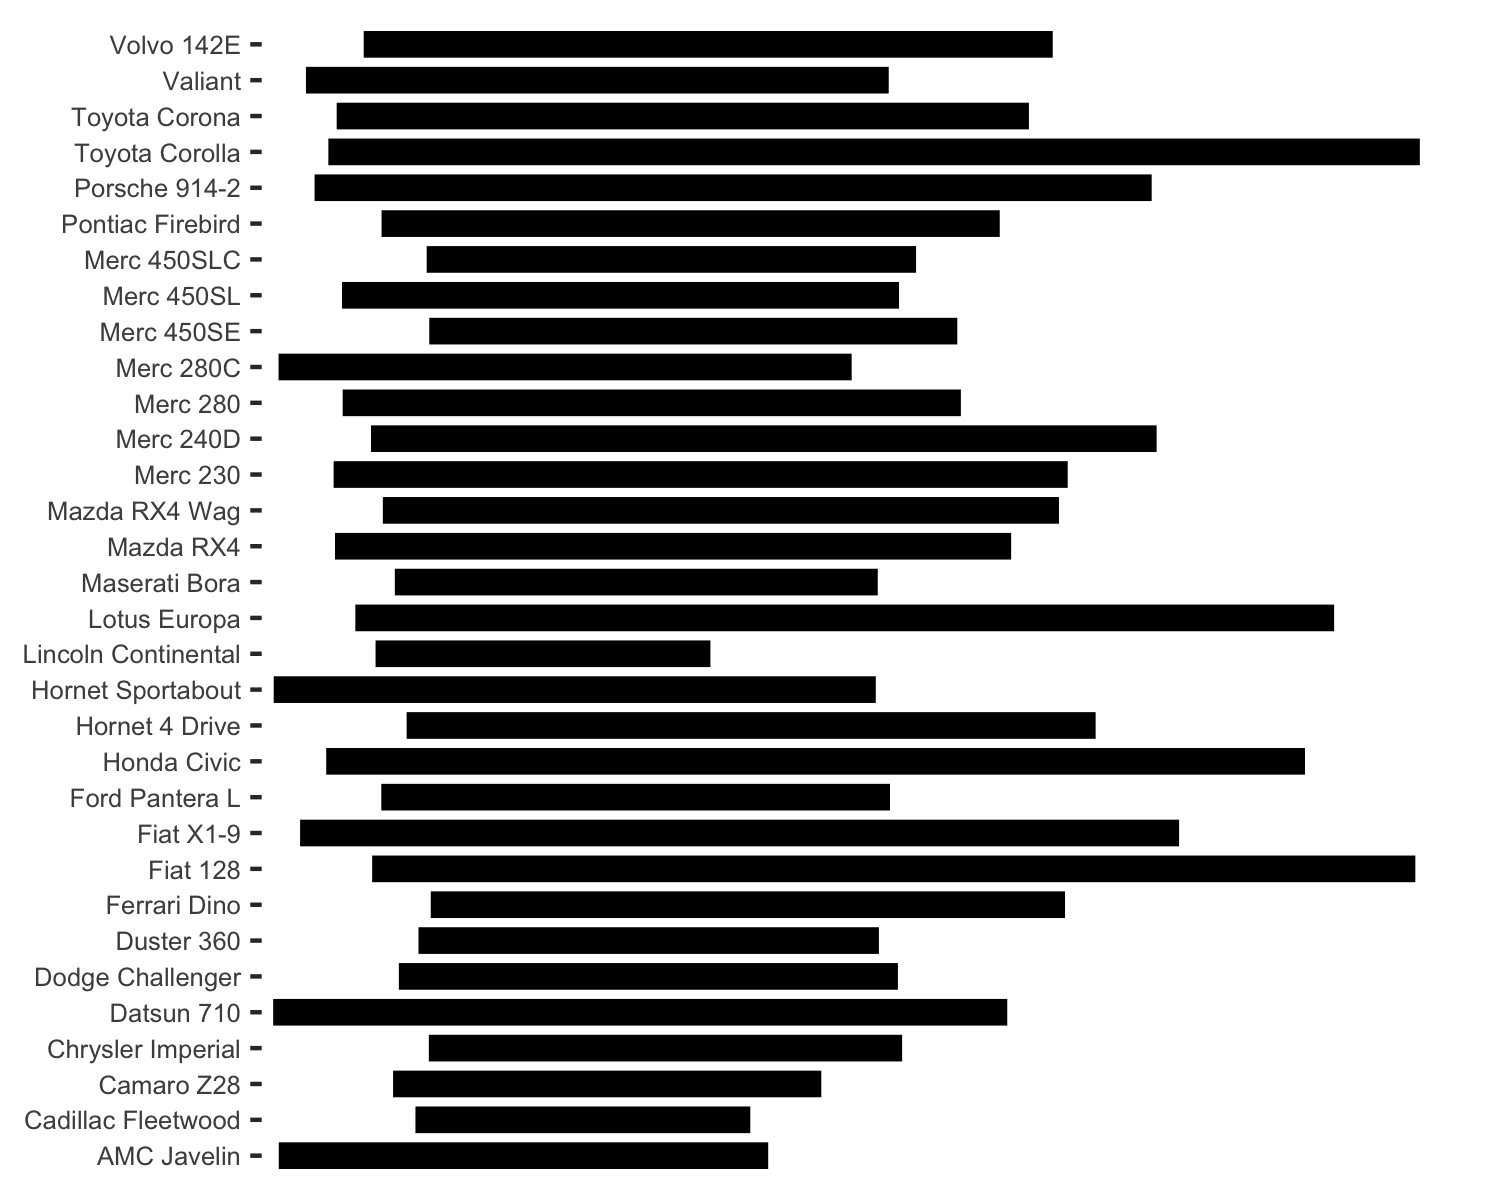 Volvo 142E
Valiant
Toyota Corona
Toyota Corolla
Porsche 914-2
Pontiac Firebird
Merc 450SLC
Merc 450SL
Merc 450SE
Merc 280C
Merc 280
Merc 240D
Merc 230
Mazda RX4 Wag
Mazda RX4
Maserati Bora
Lotus Europa
Lincoln Continental
Hornet Sportabout
Hornet 4 Drive
Honda Civic
Ford Pantera L
Fiat X1-9
Fiat 128
Ferrari Dino
Duster 360
Dodge Challenger
Datsun 710
Chrysler Imperial
Camaro Z28
Cadillac Fleetwood
AMC Javelin